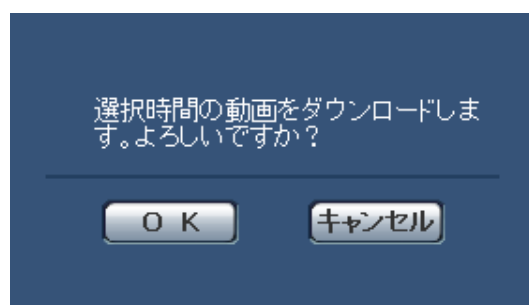 選択時間の動画をダウンロードしま
す。よろしいですか？
ＯＫ
キャンセル